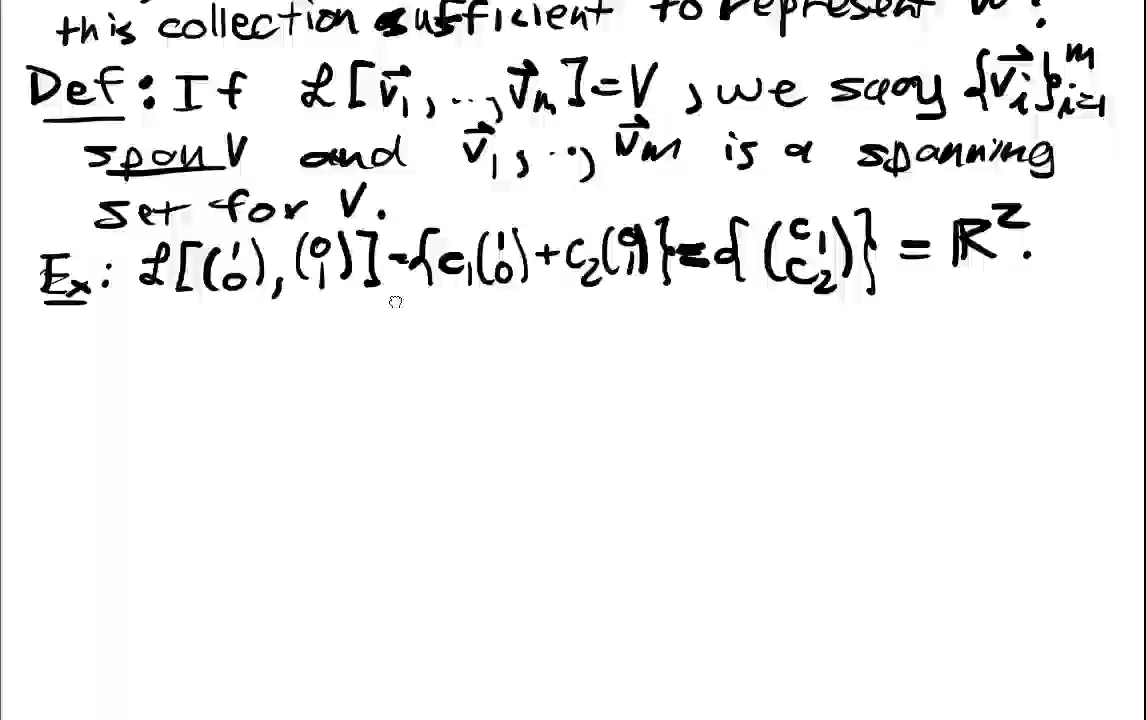 this collection sufficient to represent
Def: If ℒ[v⃗₁, ..., v⃗ₘ] = V, we say {v⃗ᵢ}ᵢ₌₁ᵐ
span V and v⃗₁, ..., v⃗ₘ is a spanning
set for V.
Ex: ℒ[(1 0), (0 1)] = {c₁(1 0) + c₂(0 1)} = {(c₁ c₂)} = ℝ².